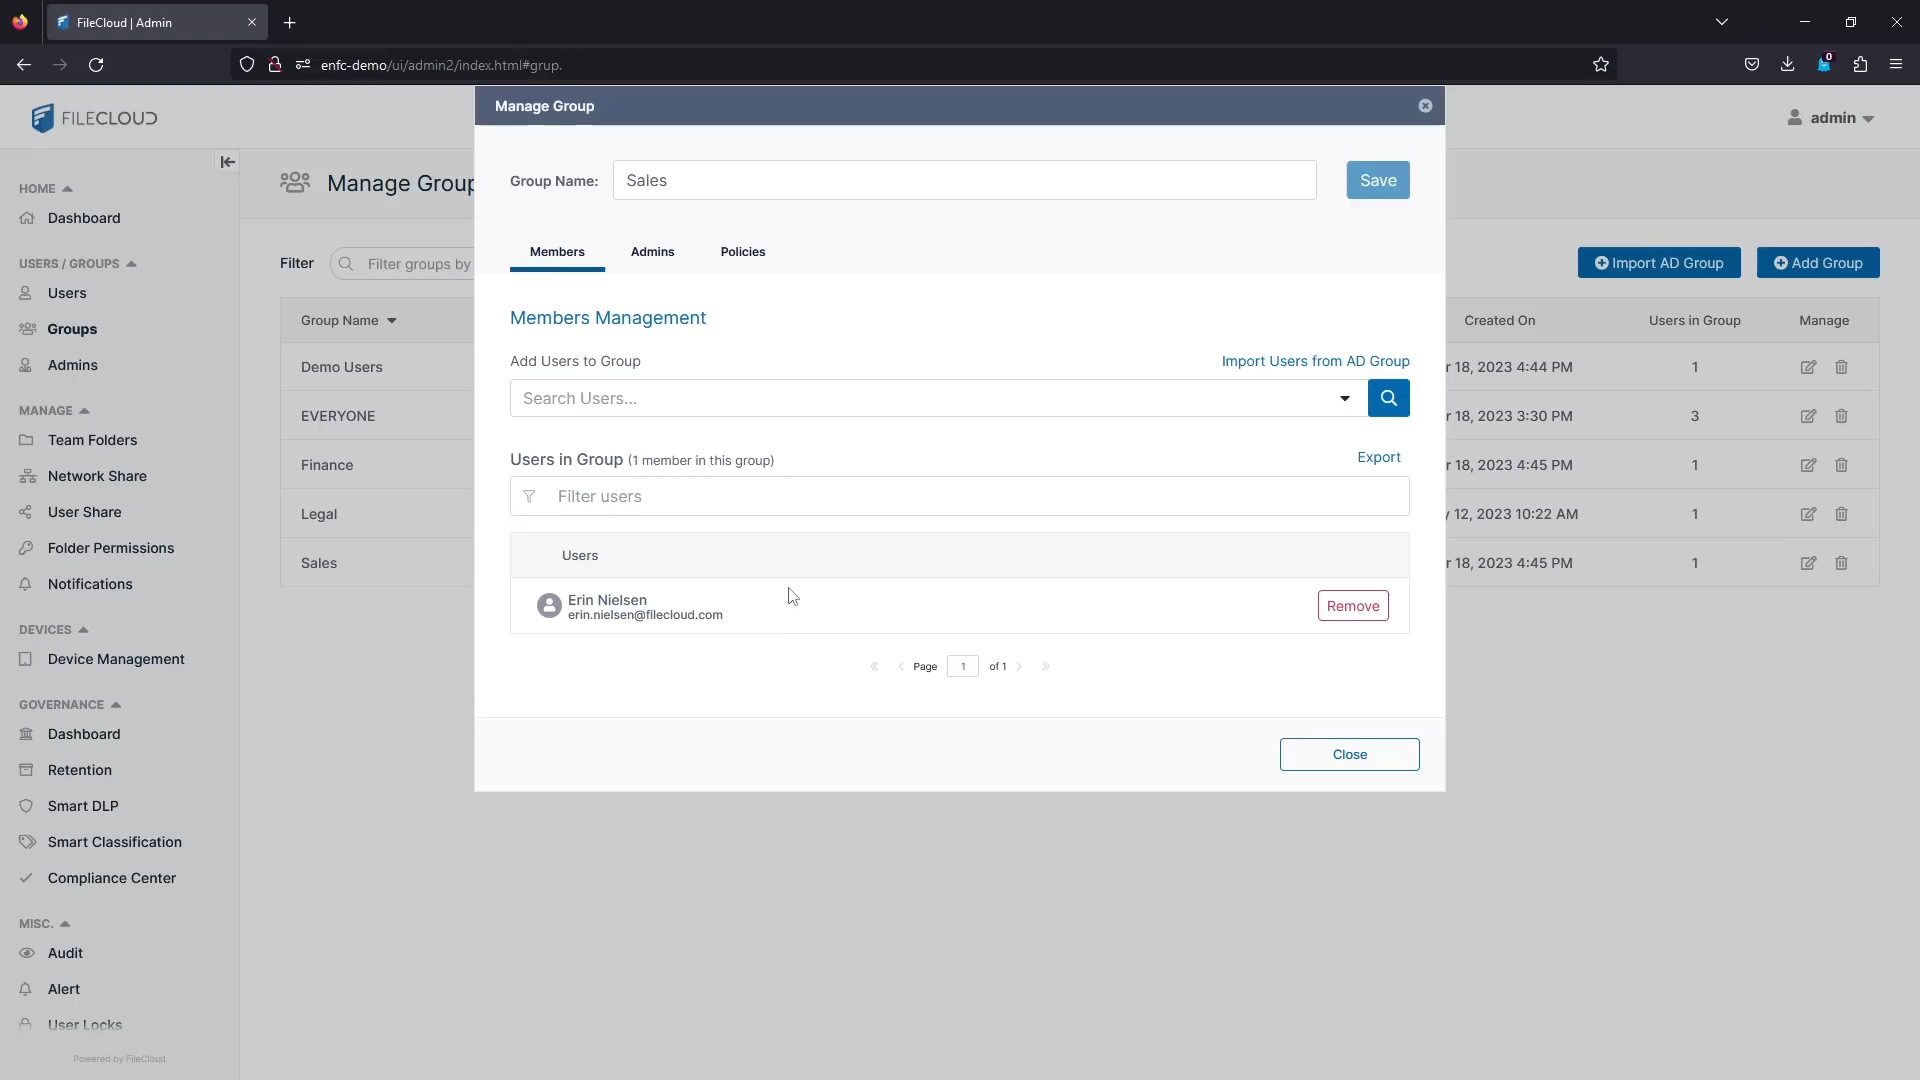 FileCloud | Admin
enfc-demo/ui/admin2/index.html#grup.
0
FILECLOUD
admin
HOME
Dashboard
USERS / GROUPS
Users
Groups
Admins
MANAGE
Team Folders
Network Share
User Share
Folder Permissions
Notifications
DEVICES
Device Management
GOVERNANCE
Dashboard
Retention
Smart DLP
Smart Classification
Compliance Center
MISC.
Audit
Alert
User Locks
Powered by FileCloud
Manage Group
Filter
Filter groups by
Import AD Group
Add Group
Group Name
Created On
Users in Group
Manage
Demo Users
r 18, 2023 4:44 PM
1
EVERYONE
r 18, 2023 3:30 PM
3
Finance
r 18, 2023 4:45 PM
1
Legal
12, 2023 10:22 AM
1
Sales
r 18, 2023 4:45 PM
1
Manage Group
Group Name:
Sales
Save
Members
Admins
Policies
Members Management
Add Users to Group
Import Users from AD Group
Search Users...
Users in Group (1 member in this group)
Export
Filter users
Users
Erin Nielsen
erin.nielsen@filecloud.com
Remove
« ‹ Page 1 of 1 › »
Close